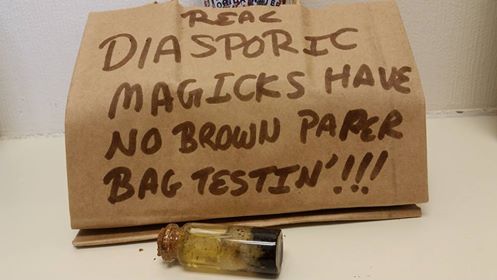 REAL
DIASPORIC
MAGICKS HAVE
NO BROWN PAPER
BAG TESTIN'!!!